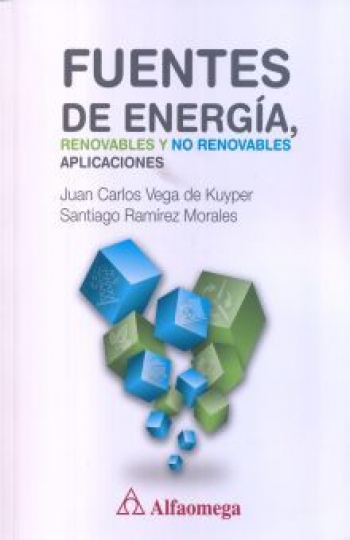 FUENTES
DE ENERGÍA,
RENOVABLES Y NO RENOVABLES
APLICACIONES
Juan Carlos Vega de Kuyper
Santiago Ramírez Morales
Alfaomega